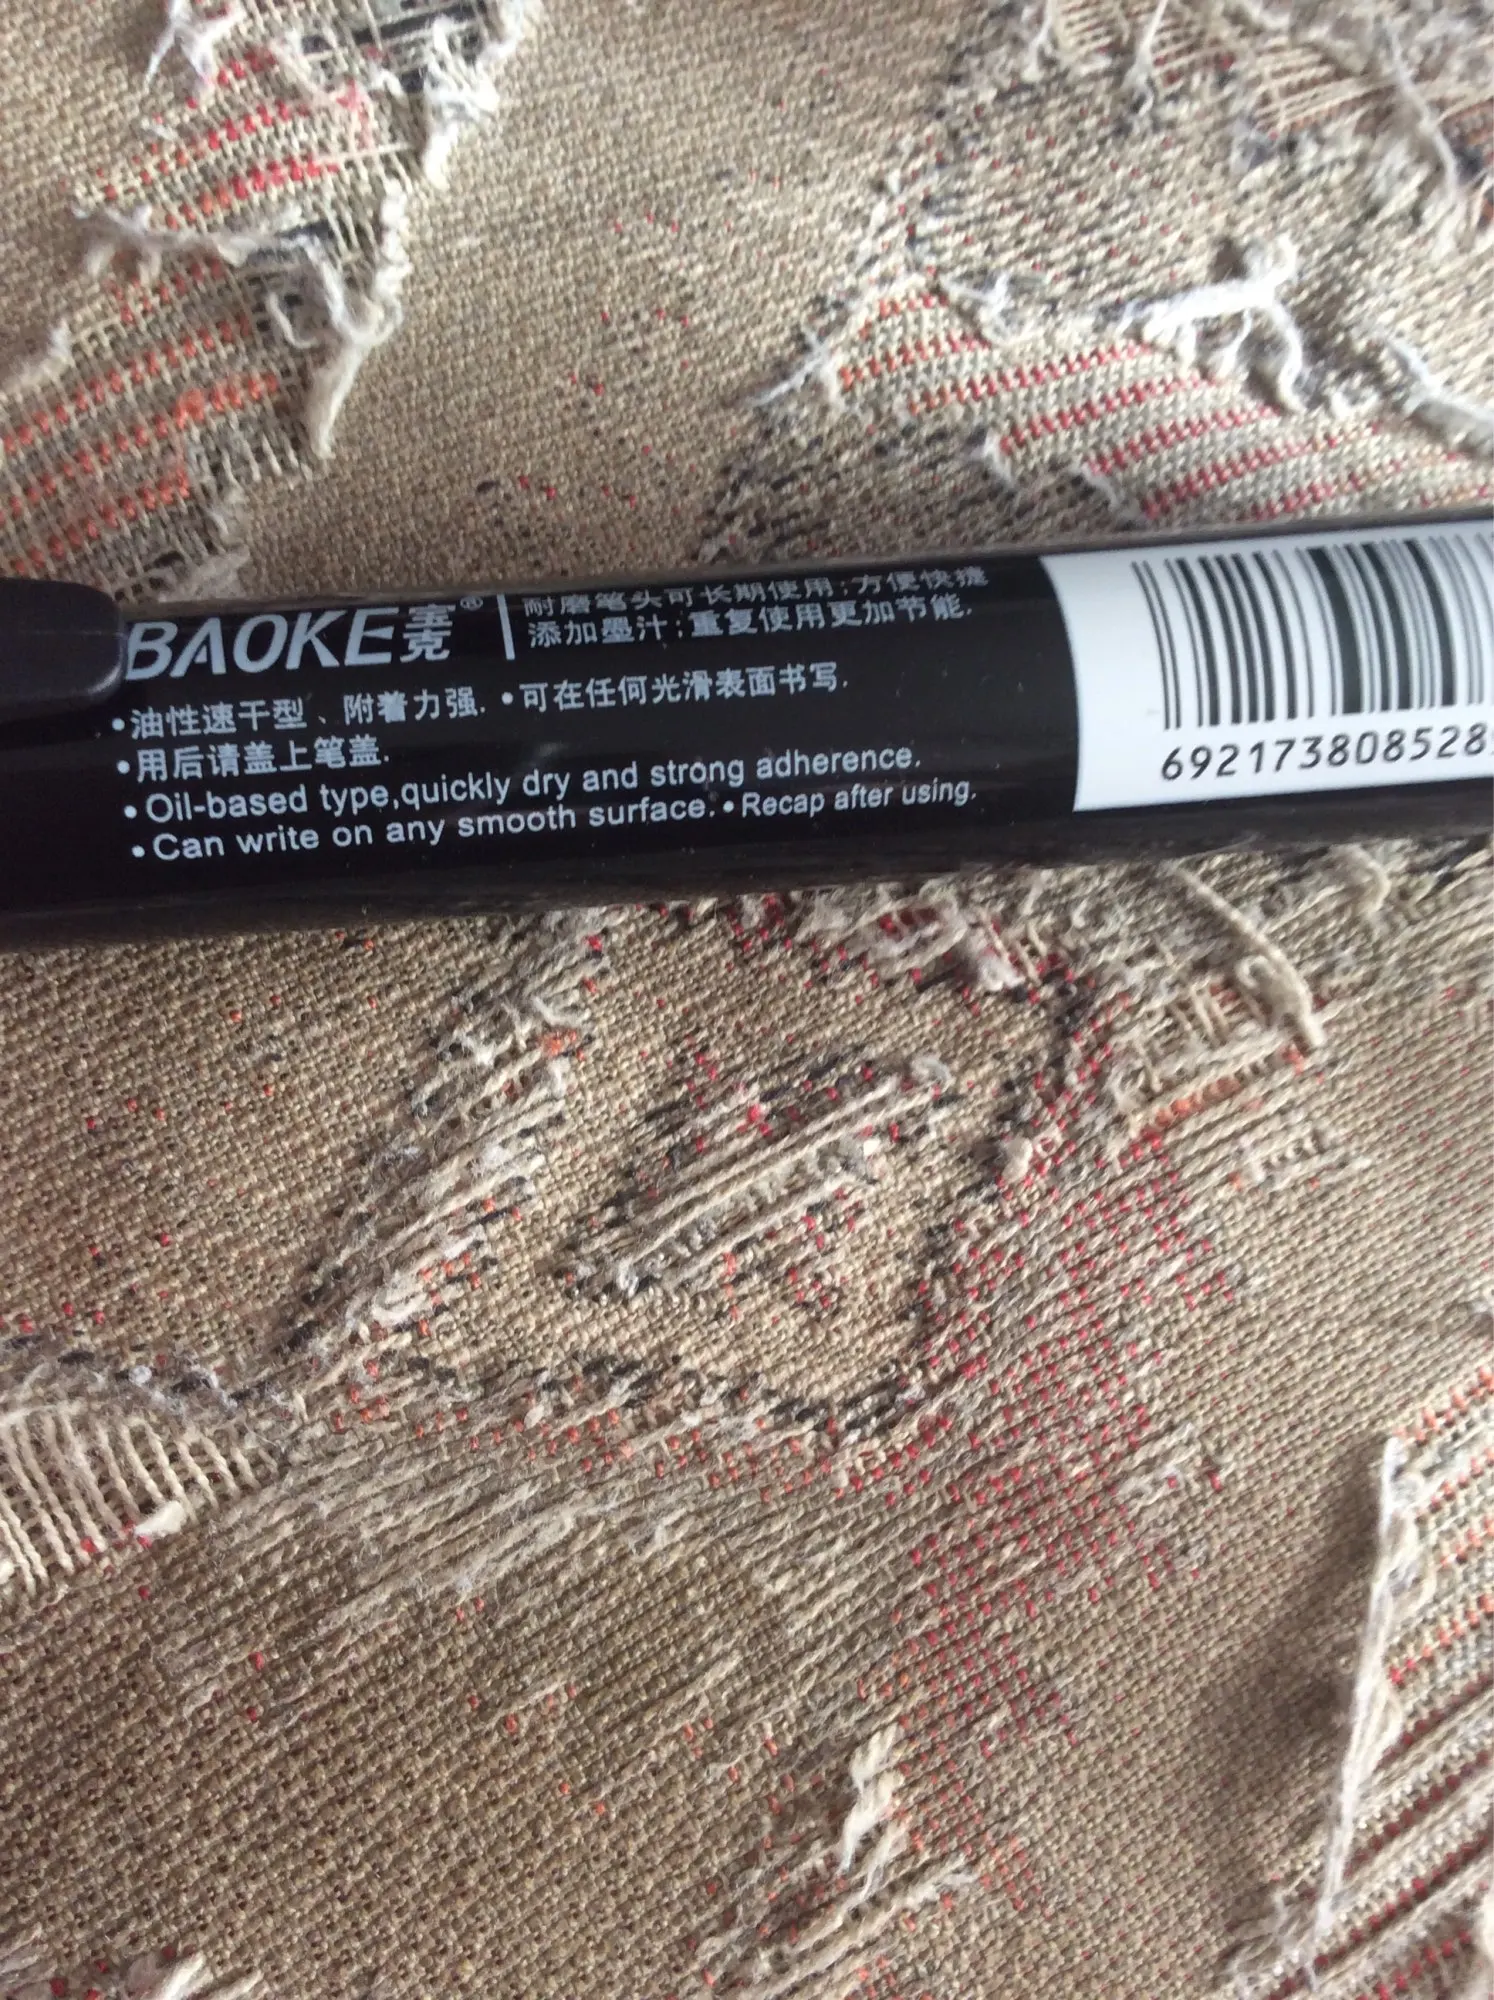 BAOKE宝克®
耐磨笔头可长期使用;方便快捷
添加墨汁;重复使用更加节能.
•油性速干型、附着力强. •可在任何光滑表面书写.
•用后请盖上笔盖.
•Oil-based type,quickly dry and strong adherence.
•Can write on any smooth surface. •Recap after using.
692173808528